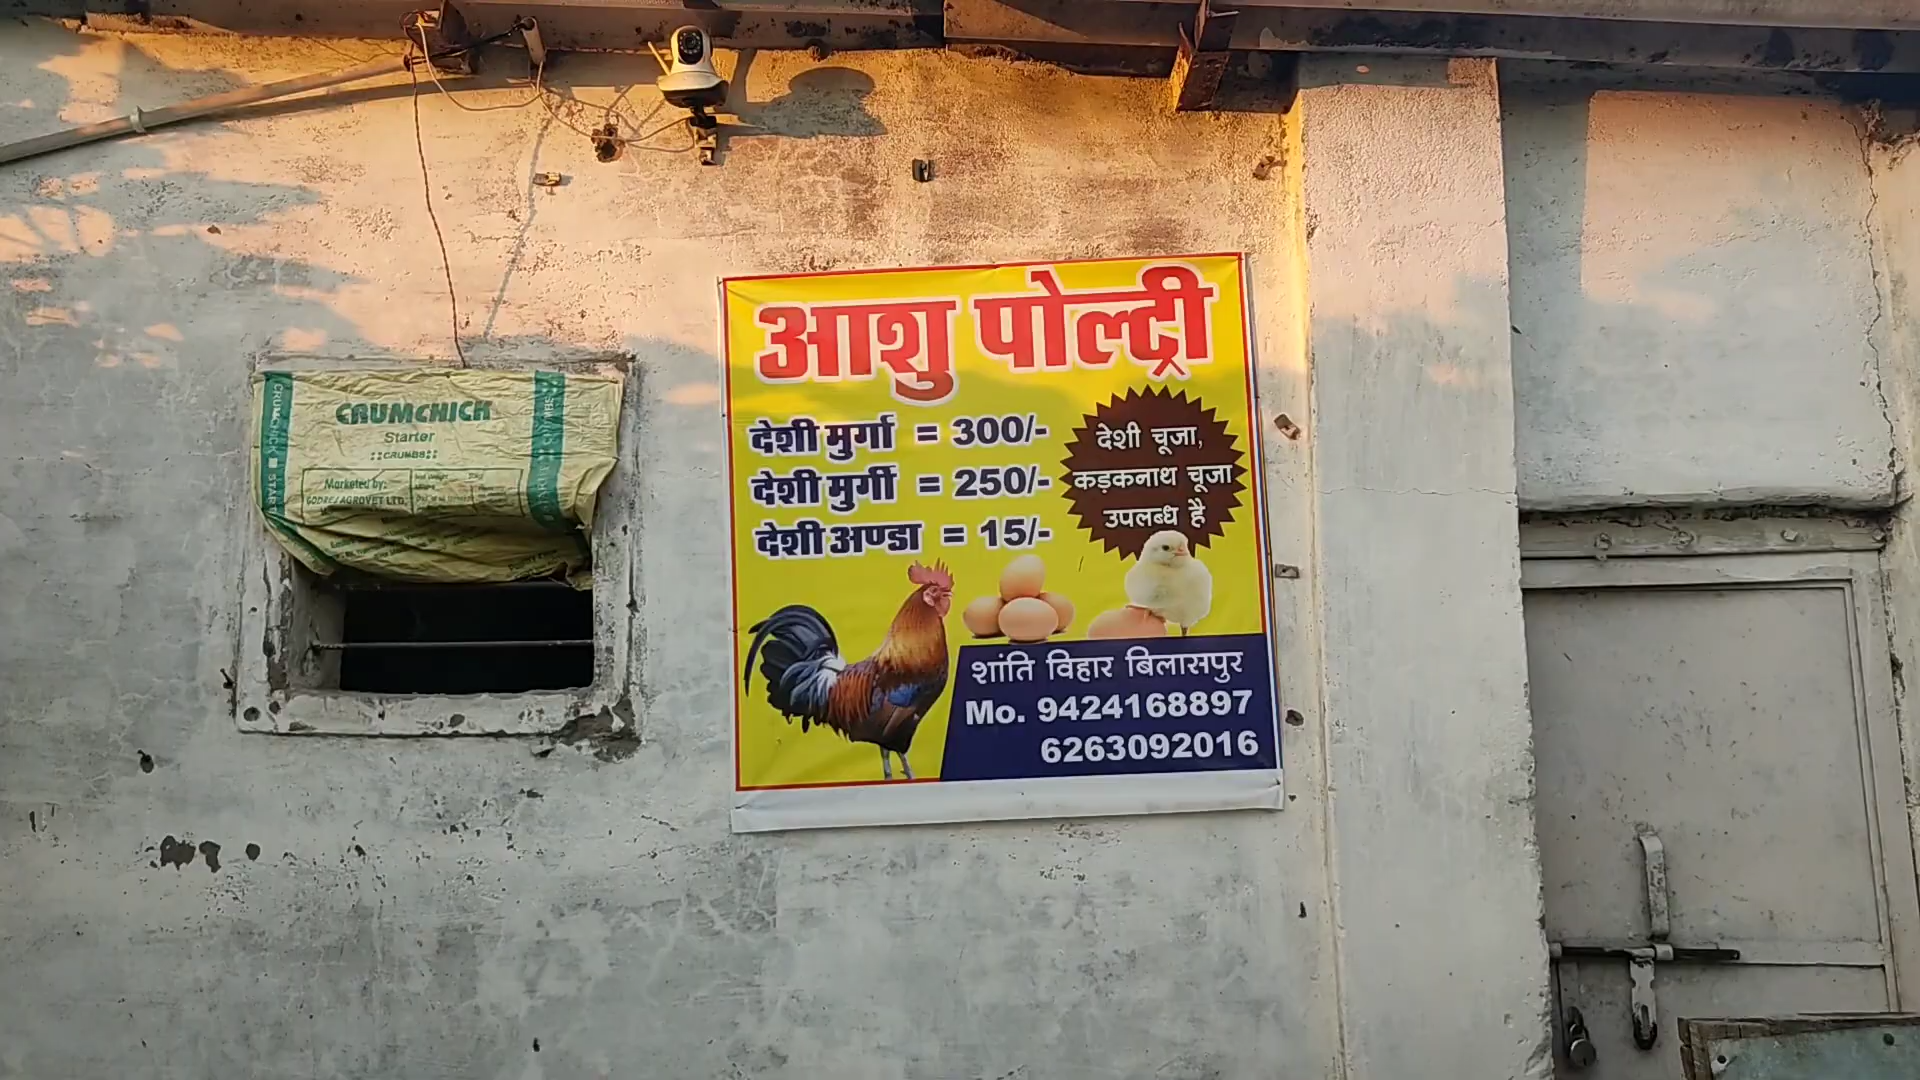 आशु पोल्ट्री
देशी मुर्गा = 300/-
देशी मुर्गी = 250/-
देशी अण्डा = 15/-
देशी चूजा,
कड़कनाथ चूजा
उपलब्ध है
शांति विहार बिलासपुर
Mo. 9424168897
6263092016
CRUMCHICK
Starter
::CRUMBS::
Marketed by:
GODREJ AGROVET LTD.